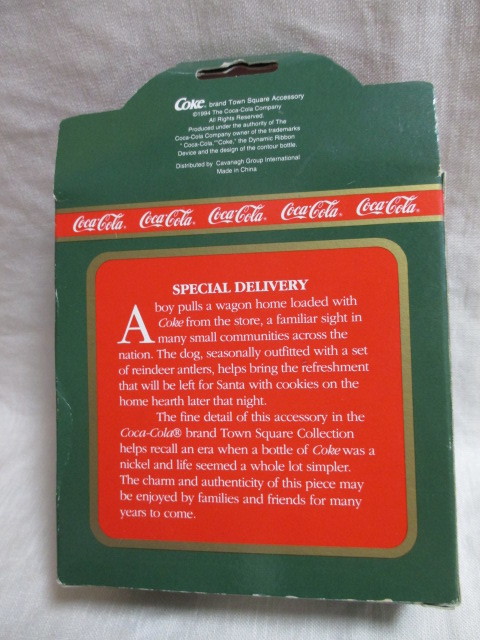 Coke® brand Town Square Accessory
©1994 The Coca-Cola Company
All Rights Reserved.
Produced under the authority of The
Coca-Cola Company owner of the trademarks
"Coca-Cola,""Coke," the Dynamic Ribbon
Device and the design of the contour bottle.
Distributed by Cavanagh Group International
Made in China
Coca-Cola® Coca-Cola® Coca-Cola® Coca-Cola® Coca-Cola®
SPECIAL DELIVERY
A boy pulls a wagon home loaded with
Coke from the store, a familiar sight in
many small communities across the
nation. The dog, seasonally outfitted with a set
of reindeer antlers, helps bring the refreshment
that will be left for Santa with cookies on the
home hearth later that night.
The fine detail of this accessory in the
Coca-Cola® brand Town Square Collection
helps recall an era when a bottle of Coke was a
nickel and life seemed a whole lot simpler.
The charm and authenticity of this piece may
be enjoyed by families and friends for many
years to come.